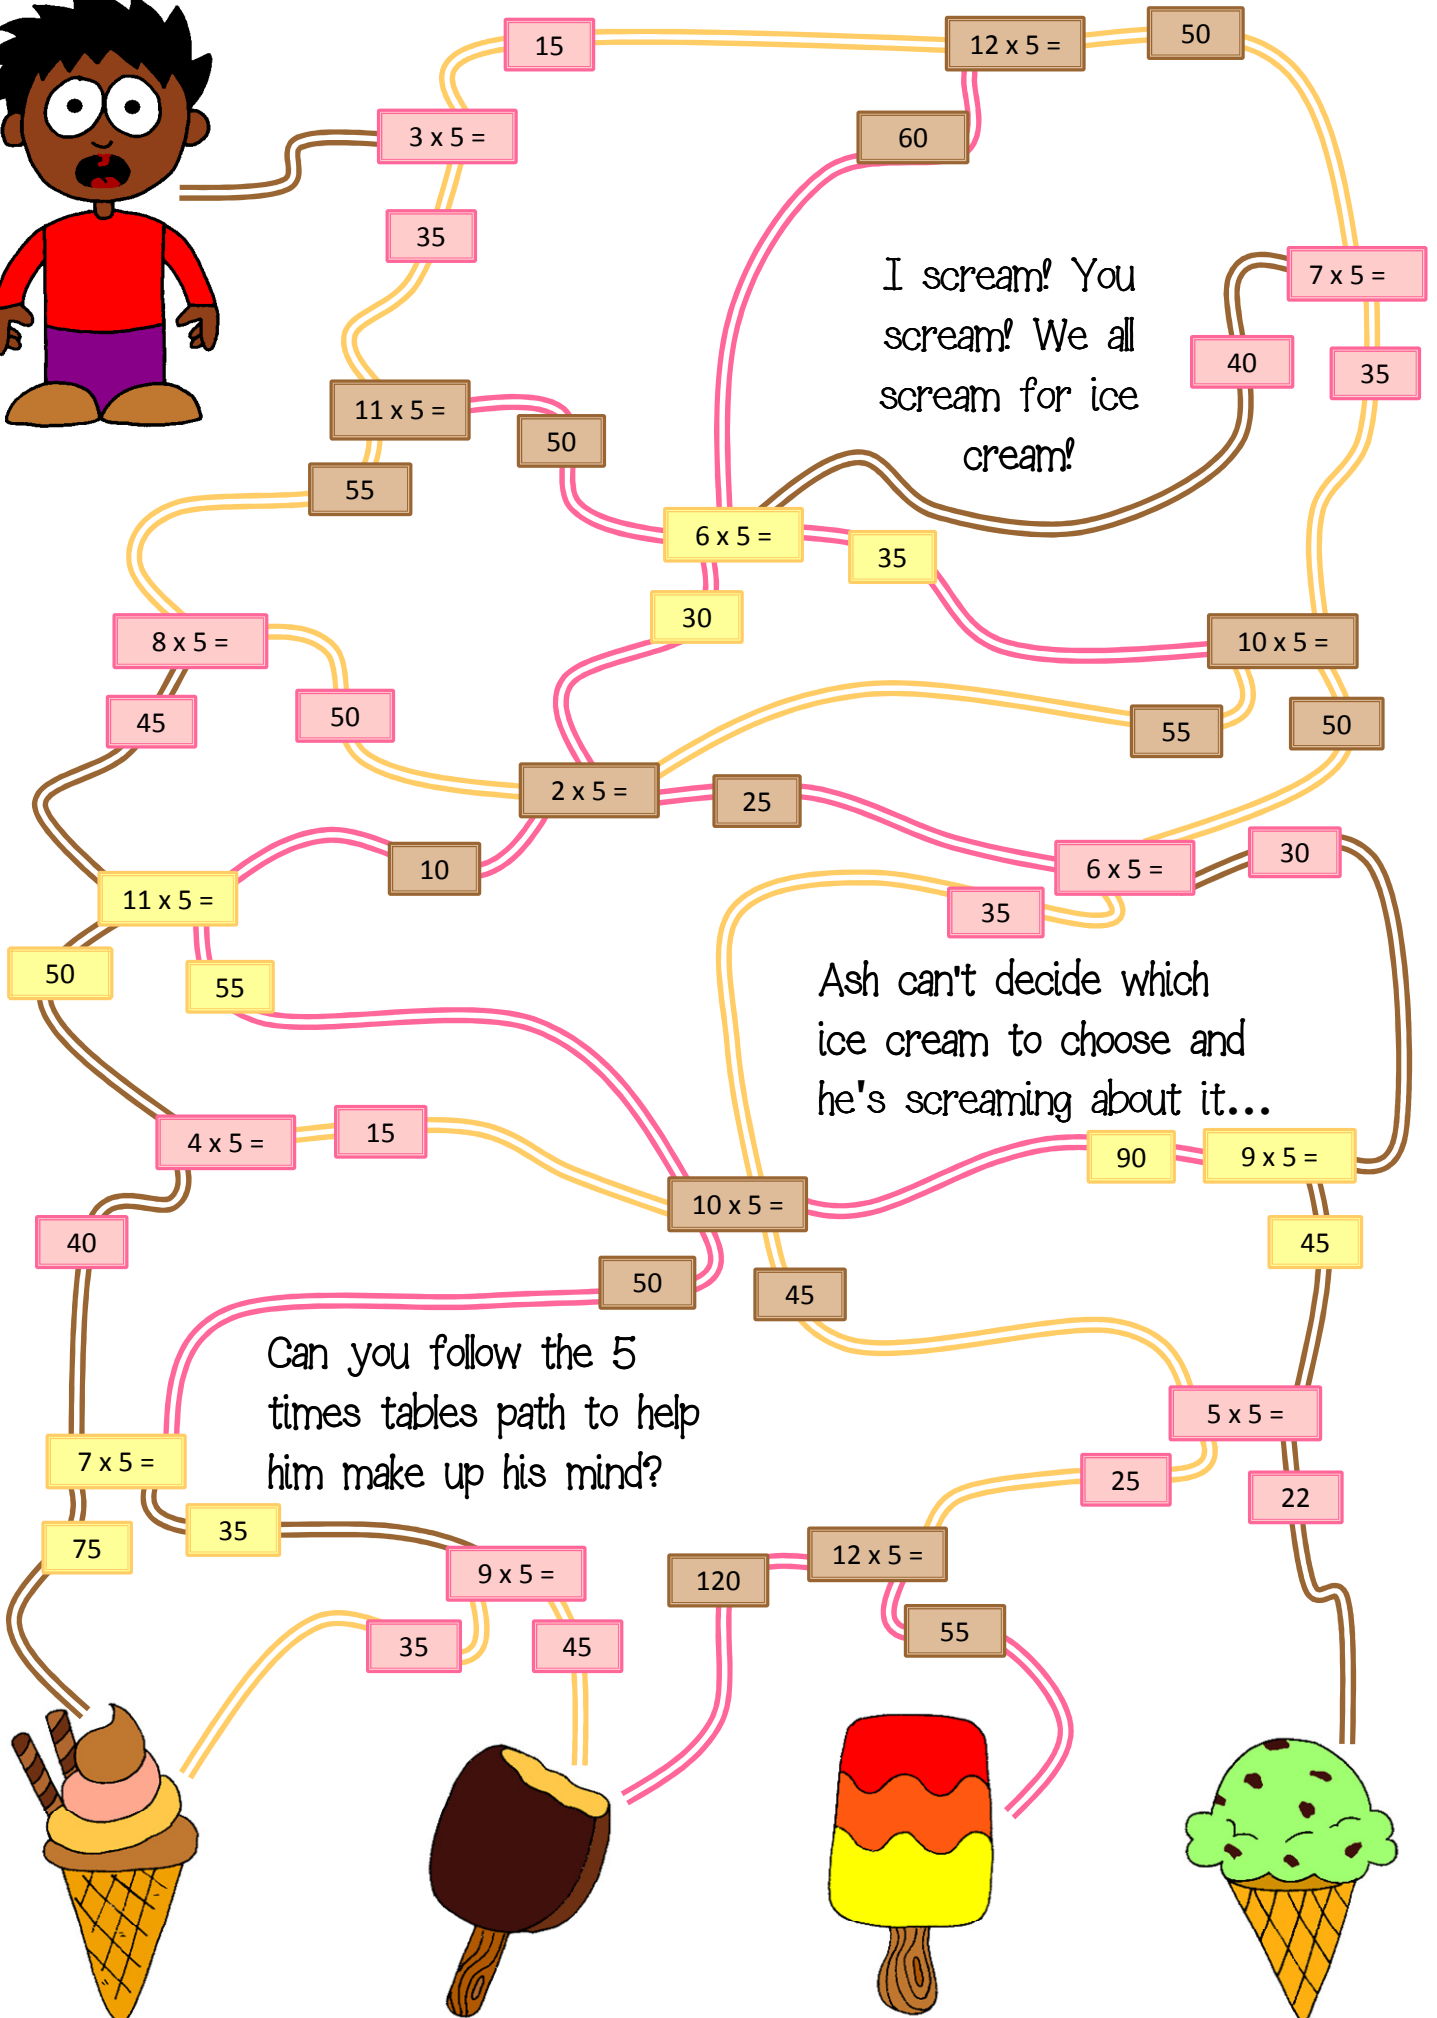 15
12 x 5 =
50
3 x 5 =
60
35
I scream! You
scream! We all
scream for ice
cream!
7 x 5 =
40
35
11 x 5 =
50
55
6 x 5 =
35
30
8 x 5 =
10 x 5 =
45
50
55
50
2 x 5 =
25
10
6 x 5 =
30
11 x 5 =
35
50
55
Ash can't decide which
ice cream to choose and
he's screaming about it...
4 x 5 =
15
90
9 x 5 =
10 x 5 =
40
45
50
45
Can you follow the 5
times tables path to help
him make up his mind?
5 x 5 =
7 x 5 =
25
22
75
35
9 x 5 =
120
12 x 5 =
35
45
55